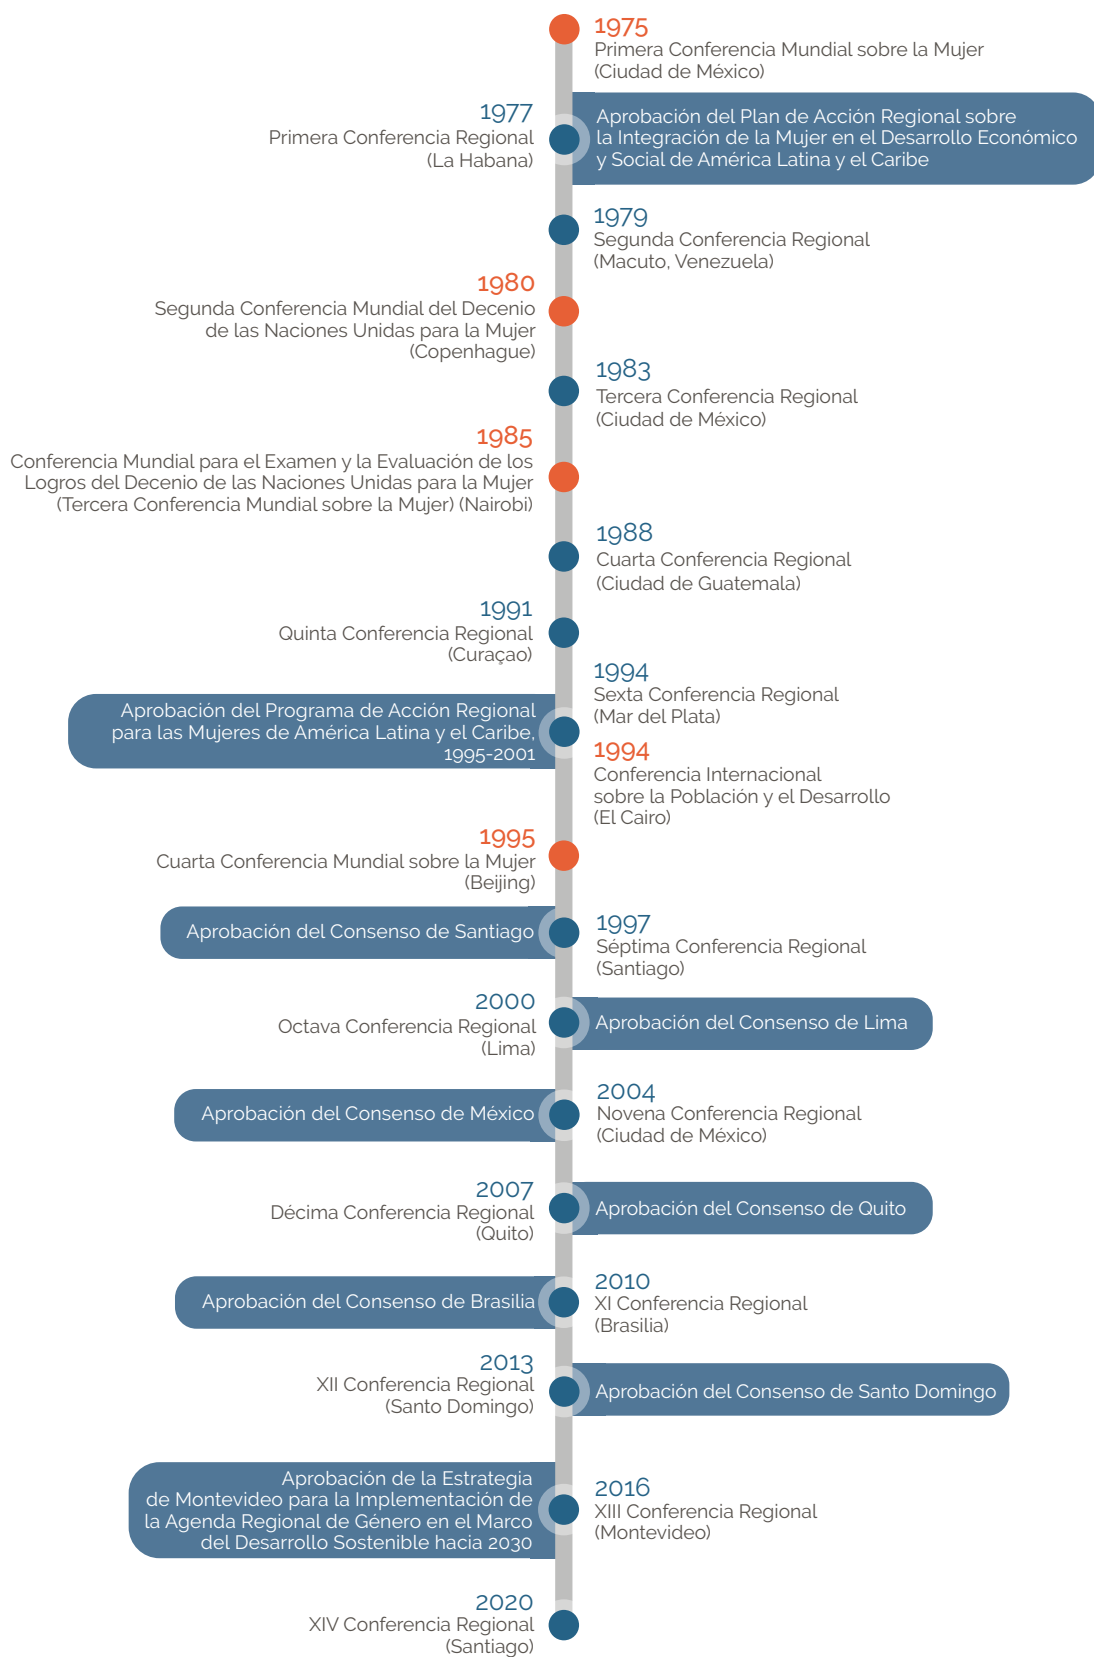 1975
Primera Conferencia Mundial sobre la Mujer
(Ciudad de México)
1977
Primera Conferencia Regional
(La Habana)
Aprobación del Plan de Acción Regional sobre
la Integración de la Mujer en el Desarrollo Económico
y Social de América Latina y el Caribe
1979
Segunda Conferencia Regional
(Macuto, Venezuela)
1980
Segunda Conferencia Mundial del Decenio
de las Naciones Unidas para la Mujer
(Copenhague)
1983
Tercera Conferencia Regional
(Ciudad de México)
1985
Conferencia Mundial para el Examen y la Evaluación de los
Logros del Decenio de las Naciones Unidas para la Mujer
(Tercera Conferencia Mundial sobre la Mujer) (Nairobi)
1988
Cuarta Conferencia Regional
(Ciudad de Guatemala)
1991
Quinta Conferencia Regional
(Curaçao)
1994
Sexta Conferencia Regional
(Mar del Plata)
Aprobación del Programa de Acción Regional
para las Mujeres de América Latina y el Caribe,
1995-2001
1994
Conferencia Internacional
sobre la Población y el Desarrollo
(El Cairo)
1995
Cuarta Conferencia Mundial sobre la Mujer
(Beijing)
Aprobación del Consenso de Santiago
1997
Séptima Conferencia Regional
(Santiago)
2000
Octava Conferencia Regional
(Lima)
Aprobación del Consenso de Lima
Aprobación del Consenso de México
2004
Novena Conferencia Regional
(Ciudad de México)
2007
Décima Conferencia Regional
(Quito)
Aprobación del Consenso de Quito
Aprobación del Consenso de Brasilia
2010
XI Conferencia Regional
(Brasilia)
2013
XII Conferencia Regional
(Santo Domingo)
Aprobación del Consenso de Santo Domingo
Aprobación de la Estrategia
de Montevideo para la Implementación de
la Agenda Regional de Género en el Marco
del Desarrollo Sostenible hacia 2030
2016
XIII Conferencia Regional
(Montevideo)
2020
XIV Conferencia Regional
(Santiago)